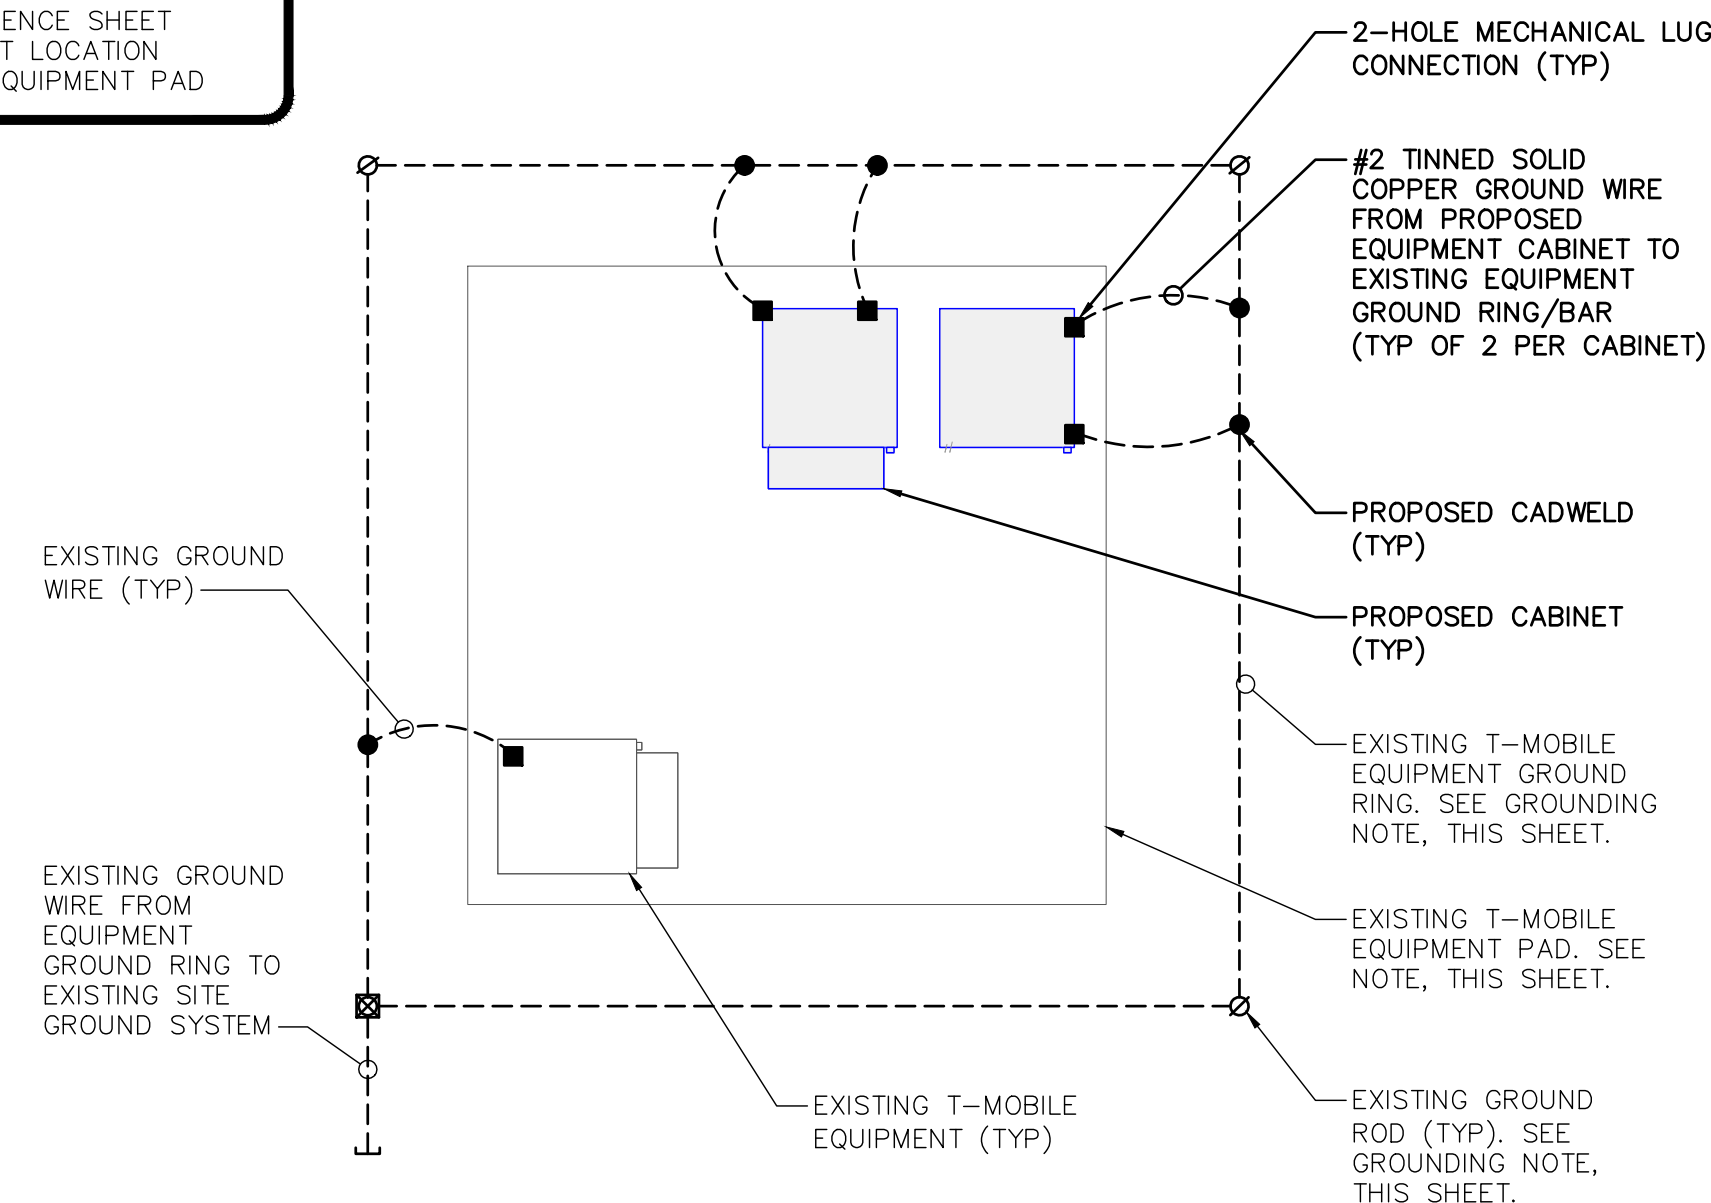 ENCE SHEET
T LOCATION
QUIPMENT PAD
2-HOLE MECHANICAL LUG
CONNECTION (TYP)
#2 TINNED SOLID
COPPER GROUND WIRE
FROM PROPOSED
EQUIPMENT CABINET TO
EXISTING EQUIPMENT
GROUND RING/BAR
(TYP OF 2 PER CABINET)
PROPOSED CADWELD
(TYP)
PROPOSED CABINET
(TYP)
EXISTING GROUND
WIRE (TYP)
EXISTING T-MOBILE
EQUIPMENT GROUND
RING. SEE GROUNDING
NOTE, THIS SHEET.
EXISTING GROUND
WIRE FROM
EQUIPMENT
GROUND RING TO
EXISTING SITE
GROUND SYSTEM
EXISTING T-MOBILE
EQUIPMENT PAD. SEE
NOTE, THIS SHEET.
EXISTING T-MOBILE
EQUIPMENT (TYP)
EXISTING GROUND
ROD (TYP). SEE
GROUNDING NOTE,
THIS SHEET.